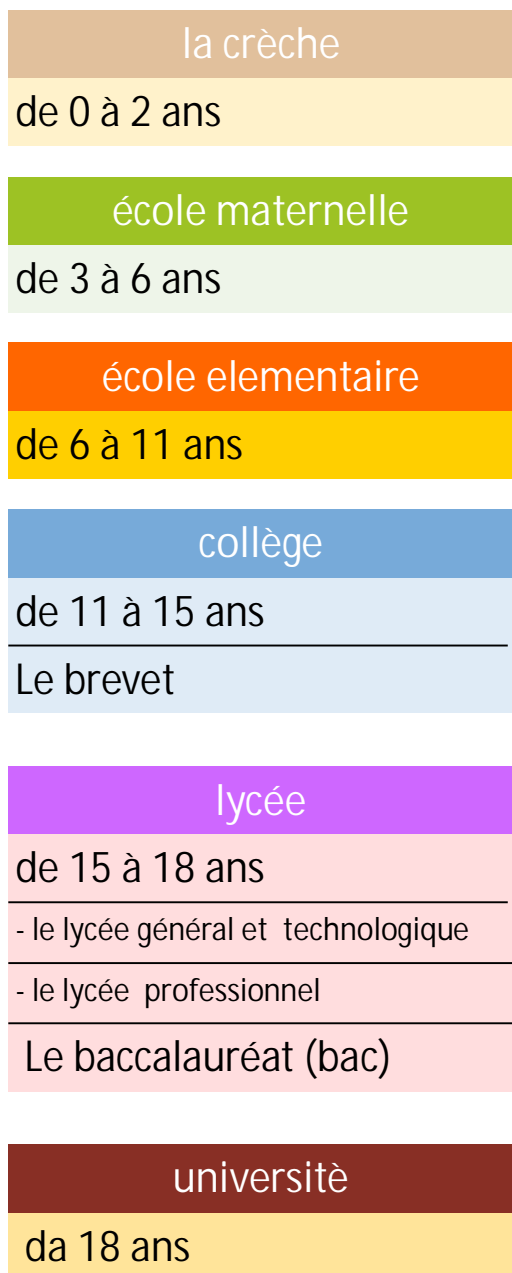 la crèche
de 0 à 2 ans
école maternelle
de 3 à 6 ans
école elementaire
de 6 à 11 ans
collège
de 11 à 15 ans
Le brevet
lycée
de 15 à 18 ans
- le lycée général et technologique
- le lycée professionnel
Le baccalauréat (bac)
universitè
da 18 ans